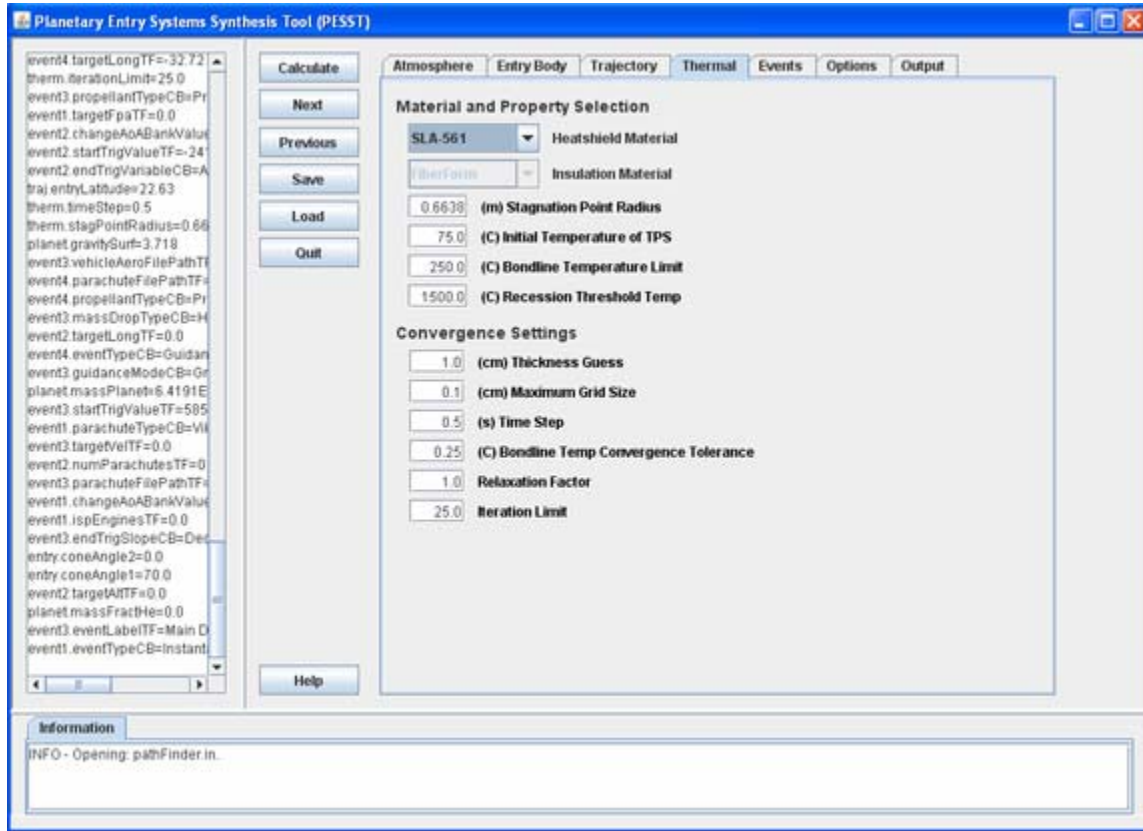 Planetary Entry Systems Synthesis Tool (PESST)
event4.targetLongTF=-32.72
therm.iterationLimit=25.0
event3.propellantTypeCB=Pr
event1.targetFpaTF=0.0
event2.changeAoABankValue
event2.startTrigValueTF=-24
event2.endTrigVariableCB=A
traj.entryLatitude=22.63
therm.timeStep=0.5
therm.stagPointRadius=0.66
planet.gravitySurf=3.718
event3.vehicleAeroFilePathTF
event4.parachuteFilePathTF=
event4.propellantTypeCB=Pr
event3.massDropTypeCB=H
event2.targetLongTF=0.0
event4.eventTypeCB=Guidan
event3.guidanceModeCB=Gr
planet.massPlanet=6.4191E
event3.startTrigValueTF=585
event1.parachuteTypeCB=Vik
event3.targetVelTF=0.0
event2.numParachutesTF=0
event3.parachuteFilePathTF=
event1.changeAoABankValue
event1.ispEnginesTF=0.0
event3.endTrigSlopeCB=Dec
entry.coneAngle2=0.0
entry.coneAngle1=70.0
event2.targetAltTF=0.0
planet.massFractHe=0.0
event3.eventLabelTF=Main D
event1.eventTypeCB=Instant
Calculate
Next
Previous
Save
Load
Quit
Help
Atmosphere Entry Body Trajectory Thermal Events Options Output
Material and Property Selection
SLA-561 Heatshield Material
FiberForm Insulation Material
0.6638 (m) Stagnation Point Radius
75.0 (C) Initial Temperature of TPS
250.0 (C) Bondline Temperature Limit
1500.0 (C) Recession Threshold Temp
Convergence Settings
1.0 (cm) Thickness Guess
0.1 (cm) Maximum Grid Size
0.5 (s) Time Step
0.25 (C) Bondline Temp Convergence Tolerance
1.0 Relaxation Factor
25.0 Iteration Limit
Information
INFO - Opening: pathFinder.in.